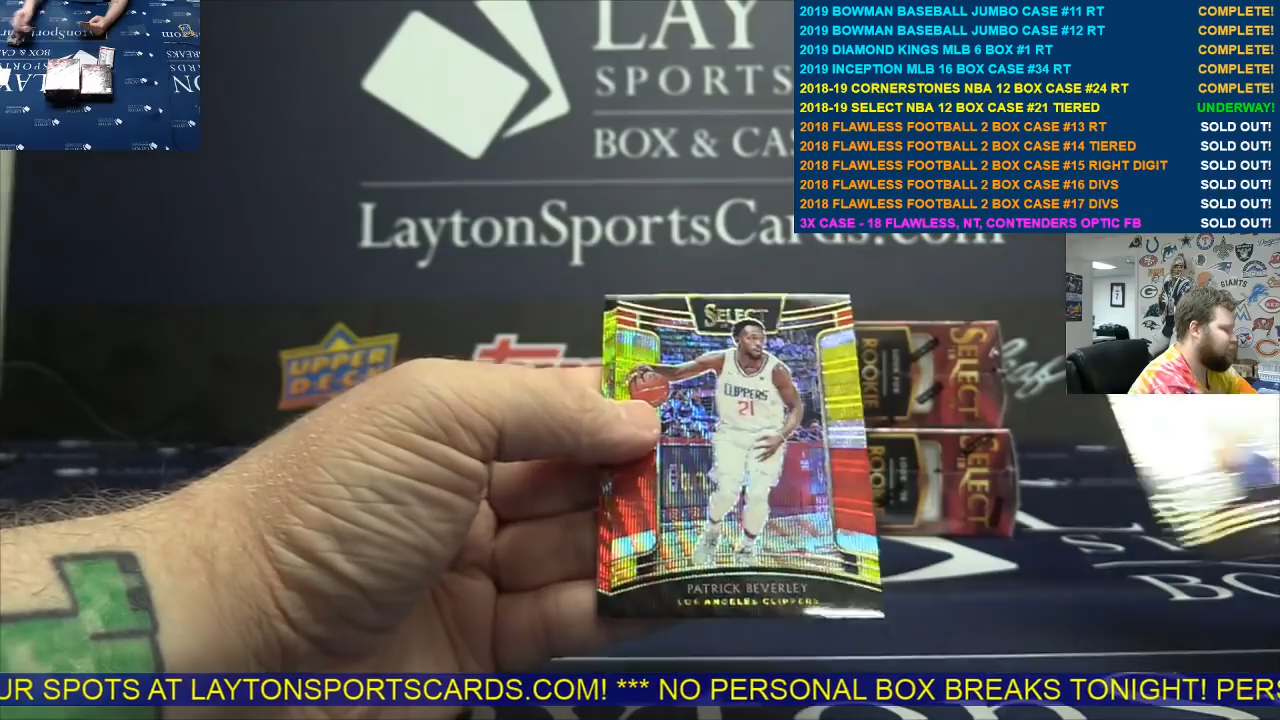 2019 BOWMAN BASEBALL JUMBO CASE #11 RT COMPLETE!
2019 BOWMAN BASEBALL JUMBO CASE #12 RT COMPLETE!
2019 DIAMOND KINGS MLB 6 BOX #1 RT COMPLETE!
2019 INCEPTION MLB 16 BOX CASE #34 RT COMPLETE!
2018-19 CORNERSTONES NBA 12 BOX CASE #24 RT COMPLETE!
2018-19 SELECT NBA 12 BOX CASE #21 TIERED UNDERWAY!
2018 FLAWLESS FOOTBALL 2 BOX CASE #13 RT SOLD OUT!
2018 FLAWLESS FOOTBALL 2 BOX CASE #14 TIERED SOLD OUT!
2018 FLAWLESS FOOTBALL 2 BOX CASE #15 RIGHT DIGIT SOLD OUT!
2018 FLAWLESS FOOTBALL 2 BOX CASE #16 DIVS SOLD OUT!
2018 FLAWLESS FOOTBALL 2 BOX CASE #17 DIVS SOLD OUT!
3X CASE - 18 FLAWLESS, NT, CONTENDERS OPTIC FB SOLD OUT!
LAY
SPORTS
BOX & CAS
LaytonSportsCards.com
UPPER
DECK
Topps
SELECT
CLIPPERS
21
PATRICK BEVERLEY
LOS ANGELES CLIPPERS
ROOKIE
SELECT
ROOKIE
SELECT
GIANTS
UR SPOTS AT LAYTONSPORTSCARDS.COM! *** NO PERSONAL BOX BREAKS TONIGHT! PERS